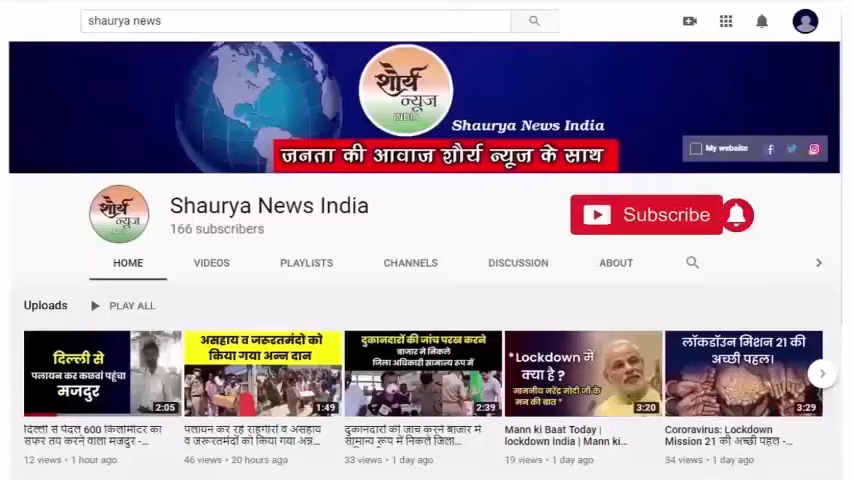 shaurya news
शौर्य
न्यूज
INDIA
Shaurya News India
जनता की आवाज शौर्य न्यूज के साथ
My website
शौर्य
न्यूज
Shaurya News India
166 subscribers
Subscribe
HOME VIDEOS PLAYLISTS CHANNELS DISCUSSION ABOUT
Uploads PLAY ALL
दिल्ली से
पलायन कर कछवां पहुंचा
मजदुर
2:05
असहाय व जरूरतमंदो को
किया गया अन्न दान
1:49
दुकानदारों की जांच परख करने
बाजार मे निकले
जिला अधिकारी सामान्य रूप में
2:39
"Lockdown में
क्या है ?
माननीय नरेंद्र मोदी जी के
मन की बात "
3:20
लॉकडॉउन मिशन 21 की
अच्छी पहल।
3:29
दिल्ली से पैदल 600 किलोमीटर का
सफर तय करने वाला मजदुर -...
12 views • 1 hour ago
पलायन कर रहे राहगीरों व असहाय
व जरूरतमंदों को किया गया अन्न...
46 views • 20 hours ago
दुकानदारों की जांच करने बाजार में
सामान्य रूप में निकले जिला...
33 views • 1 day ago
Mann ki Baat Today |
lockdown India | Mann ki...
19 views • 1 day ago
Cororavirus: Lockdown
Mission 21 की अच्छी पहल -...
34 views • 1 day ago